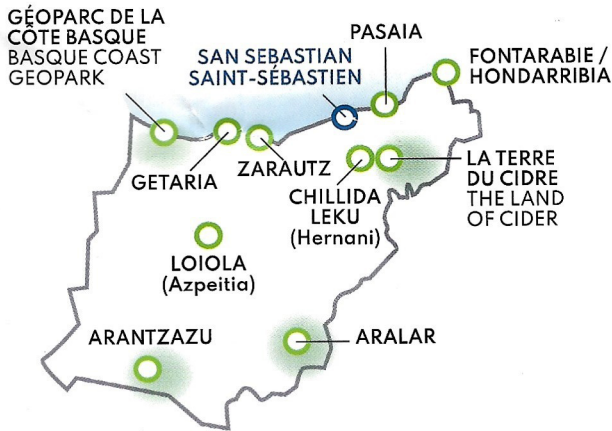 GÉOPARC DE LA
CÔTE BASQUE
BASQUE COAST
GEOPARK
SAN SEBASTIAN
SAINT-SÉBASTIEN
PASAIA
FONTARABIE /
HONDARRIBIA
GETARIA
ZARAUTZ
CHILLIDA
LEKU
(Hernani)
LA TERRE
DU CIDRE
THE LAND
OF CIDER
LOIOLA
(Azpeitia)
ARANTZAZU
ARALAR